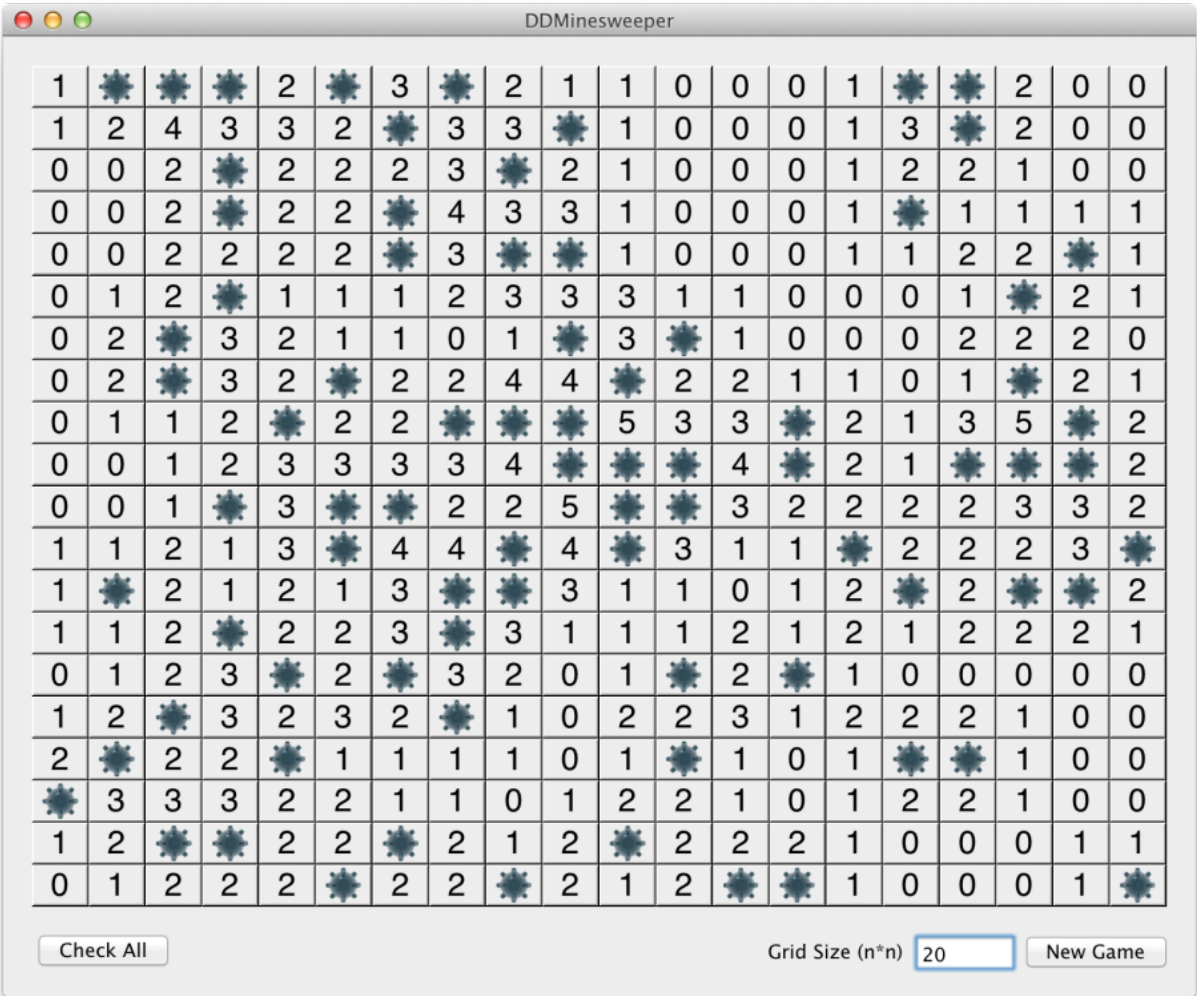 DDMinesweeper
1 2 3 2 1 1 0 0 0 1 2 0 0
1 2 4 3 3 2 3 3 1 0 0 0 1 3 2 0 0
0 0 2 2 2 2 3 2 1 0 0 0 1 2 2 1 0 0
0 0 2 2 2 4 3 3 1 0 0 0 1 1 1 1 1
0 0 2 2 2 2 3 1 0 0 0 1 1 2 2 1
0 1 2 1 1 1 2 3 3 3 1 1 0 0 0 1 2 1
0 2 3 2 1 1 0 1 3 1 0 0 0 2 2 2 0
0 2 3 2 2 2 4 4 2 2 1 1 0 1 2 1
0 1 1 2 2 2 5 3 3 2 1 3 5 2
0 0 1 2 3 3 3 3 4 4 2 1 2
0 0 1 3 2 2 5 3 2 2 2 2 3 3 2
1 1 2 1 3 4 4 4 3 1 1 2 2 2 3
1 2 1 2 1 3 3 1 1 0 1 2 2 2
1 1 2 2 2 3 3 1 1 1 2 1 2 1 2 2 2 1
0 1 2 3 2 3 2 0 1 2 1 0 0 0 0 0
1 2 3 2 3 2 1 0 2 2 3 1 2 2 2 1 0 0
2 2 2 1 1 1 1 0 1 1 0 1 1 0 0
3 3 3 2 2 1 1 0 1 2 2 1 0 1 2 2 1 0 0
1 2 2 2 2 1 2 2 2 2 1 0 0 0 1 1
0 1 2 2 2 2 2 2 1 2 1 0 0 0 1
Check All Grid Size (n*n) 20 New Game